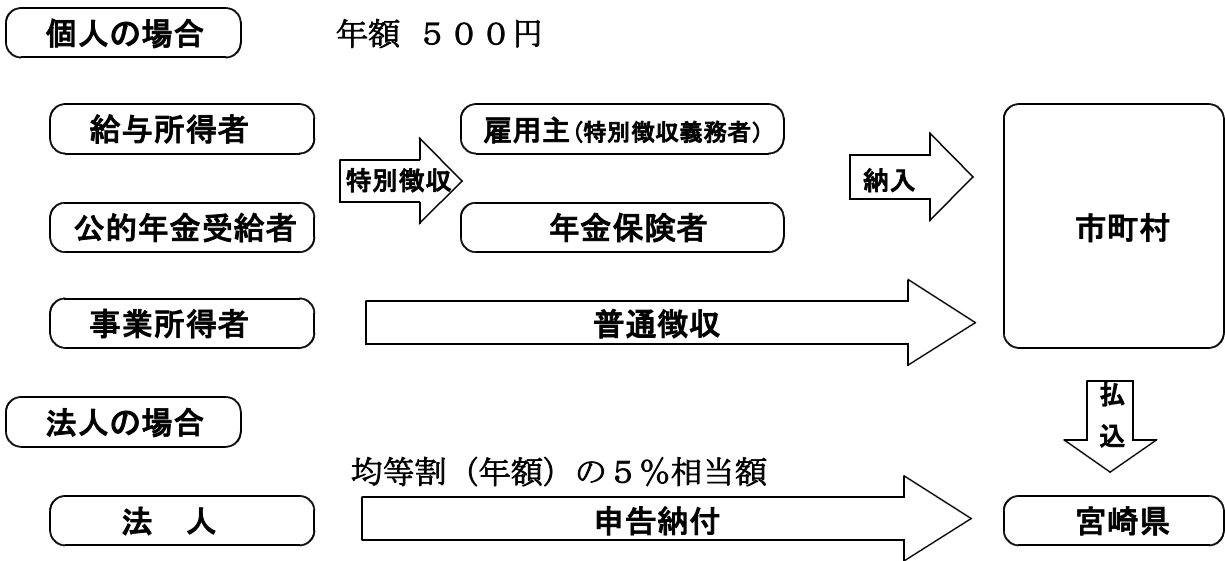 個人の場合 年額 ５００円
給与所得者
雇用主(特別徴収義務者)
特別徴収
納入
公的年金受給者
年金保険者
市町村
事業所得者
普通徴収
払込
法人の場合
均等割（年額）の５％相当額
法　人
申告納付
宮崎県